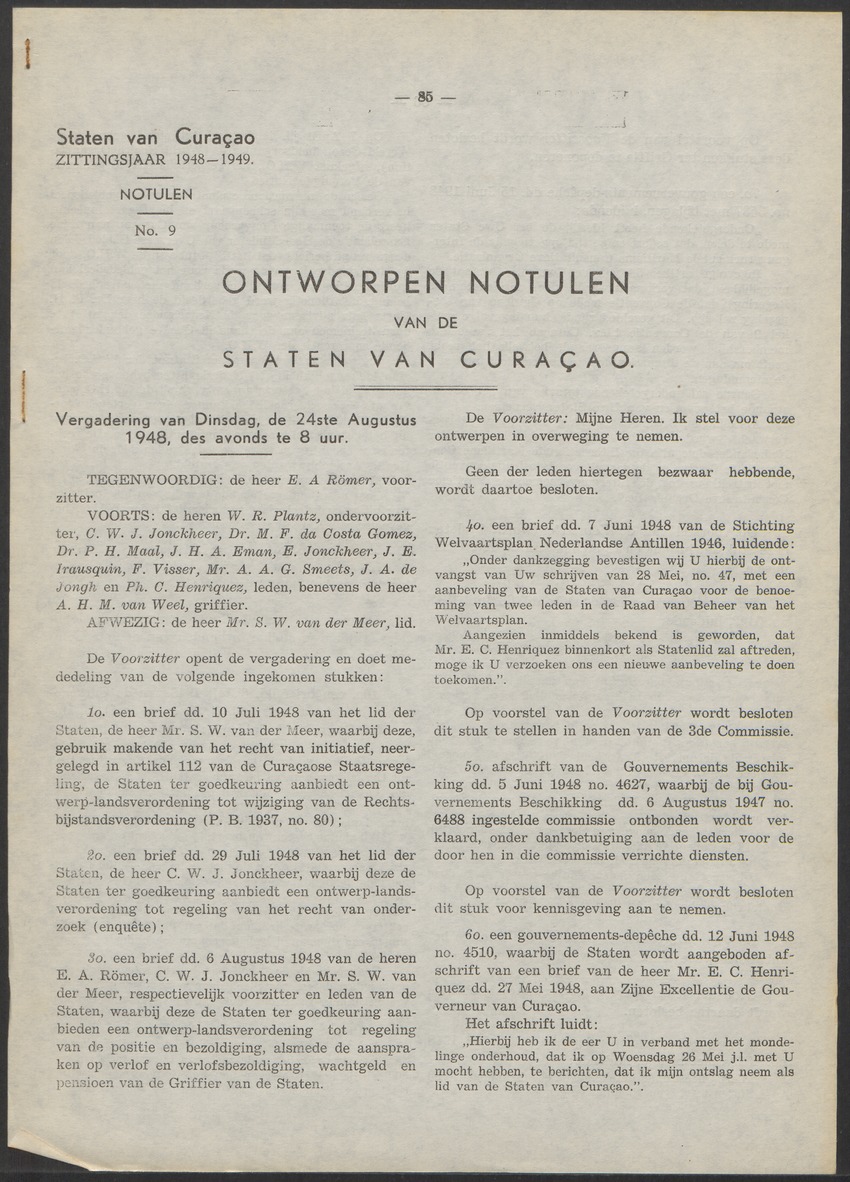 — 85 —
Staten van Curaçao
ZITTINGSJAAR 1948—1949.
NOTULEN
No. 9
ONTWORPEN NOTULEN
VAN DE
STATEN VAN CURAÇAO.
Vergadering van Dinsdag, de 24ste Augustus
1948, des avonds te 8 uur.
TEGENWOORDIG: de heer E. A Römer, voor-
zitter.
VOORTS: de heren W. R. Plantz, ondervoorzit-
ter, C. W. J. Jonckheer, Dr. M. F. da Costa Gomez,
Dr. P. H. Maal, J. H. A. Eman, E. Jonckheer, J. E.
Irausquin, F. Visser, Mr. A. A. G. Smeets, J. A. de
Jongh en Ph. C. Henriquez, leden, benevens de heer
A. H. M. van Weel, griffier.
AFWEZIG: de heer Mr. S. W. van der Meer, lid.
De Voorzitter opent de vergadering en doet me-
dedeling van de volgende ingekomen stukken:
1o. een brief dd. 10 Juli 1948 van het lid der
Staten, de heer Mr. S. W. van der Meer, waarbij deze,
gebruik makende van het recht van initiatief, neer-
gelegd in artikel 112 van de Curaçaose Staatsrege-
ling, de Staten ter goedkeuring aanbiedt een ont-
werp-landsverordening tot wijziging van de Rechts-
bijstandsverordening (P. B. 1937, no. 80);
2o. een brief dd. 29 Juli 1948 van het lid der
Staten, de heer C. W. J. Jonckheer, waarbij deze de
Staten ter goedkeuring aanbiedt een ontwerp-lands-
verordening tot regeling van het recht van onder-
zoek (enquête);
3o. een brief dd. 6 Augustus 1948 van de heren
E. A. Römer, C. W. J. Jonckheer en Mr. S. W. van
der Meer, respectievelijk voorzitter en leden van de
Staten, waarbij deze de Staten ter goedkeuring aan-
bieden een ontwerp-landsverordening tot regeling
van de positie en bezoldiging, alsmede de aanspra-
ken op verlof en verlofsbezoldiging, wachtgeld en
pensioen van de Griffier van de Staten.
De Voorzitter: Mijne Heren. Ik stel voor deze
ontwerpen in overweging te nemen.
Geen der leden hiertegen bezwaar hebbende,
wordt daartoe besloten.
4o. een brief dd. 7 Juni 1948 van de Stichting
Welvaartsplan Nederlandse Antillen 1946, luidende:
„Onder dankzegging bevestigen wij U hierbij de ont-
vangst van Uw schrijven van 28 Mei, no. 47, met een
aanbeveling van de Staten van Curaçao voor de benoe-
ming van twee leden in de Raad van Beheer van het
Welvaartsplan.
Aangezien inmiddels bekend is geworden, dat
Mr. E. C. Henriquez binnenkort als Statenlid zal aftreden,
moge ik U verzoeken ons een nieuwe aanbeveling te doen
toekomen.".
Op voorstel van de Voorzitter wordt besloten
dit stuk te stellen in handen van de 3de Commissie.
5o. afschrift van de Gouvernements Beschik-
king dd. 5 Juni 1948 no. 4627, waarbij de bij Gou-
vernements Beschikking dd. 6 Augustus 1947 no.
6488 ingestelde commissie ontbonden wordt ver-
klaard, onder dankbetuiging aan de leden voor de
door hen in die commissie verrichte diensten.
Op voorstel van de Voorzitter wordt besloten
dit stuk voor kennisgeving aan te nemen.
6o. een gouvernements-depêche dd. 12 Juni 1948
no. 4510, waarbij de Staten wordt aangeboden af-
schrift van een brief van de heer Mr. E. C. Henri-
quez dd. 27 Mei 1948, aan Zijne Excellentie de Gou-
verneur van Curaçao.
Het afschrift luidt:
„Hierbij heb ik de eer U in verband met het monde-
linge onderhoud, dat ik op Woensdag 26 Mei j.l. met U
mocht hebben, te berichten, dat ik mijn ontslag neem als
lid van de Staten van Curaçao.".